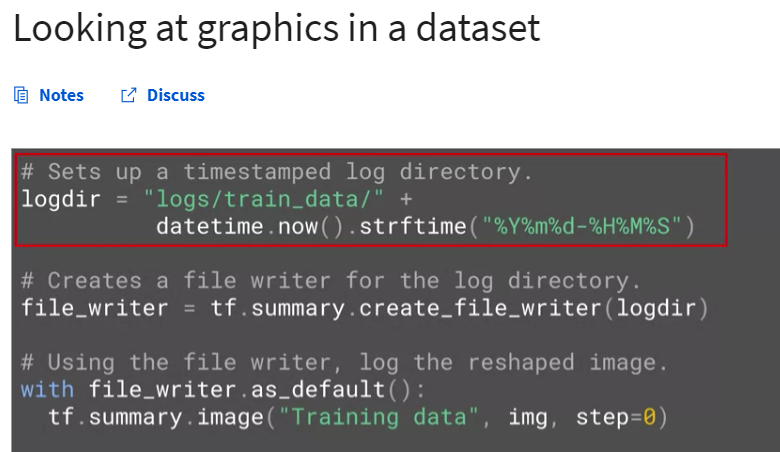 Looking at graphics in a dataset
Notes Discuss
# Sets up a timestamped log directory.
logdir = "logs/train_data/" +
datetime.now().strftime("%Y%m%d-%H%M%S")
# Creates a file writer for the log directory.
file_writer = tf.summary.create_file_writer(logdir)
# Using the file writer, log the reshaped image.
with file_writer.as_default():
tf.summary.image("Training data", img, step=0)